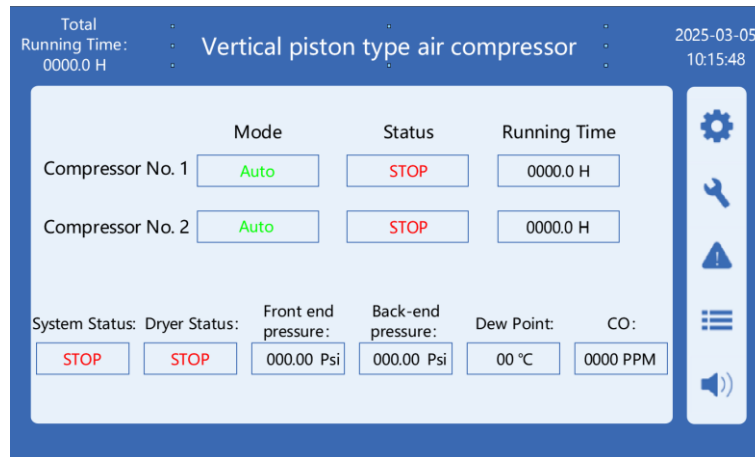 Total
Running Time:
0000.0 H
Vertical piston type air compressor
2025-03-05
10:15:48
Mode Status Running Time
Compressor No. 1 Auto STOP 0000.0 H
Compressor No. 2 Auto STOP 0000.0 H
System Status: Dryer Status: Front end pressure: Back-end pressure: Dew Point: CO:
STOP STOP 000.00 Psi 000.00 Psi 00 ℃ 0000 PPM